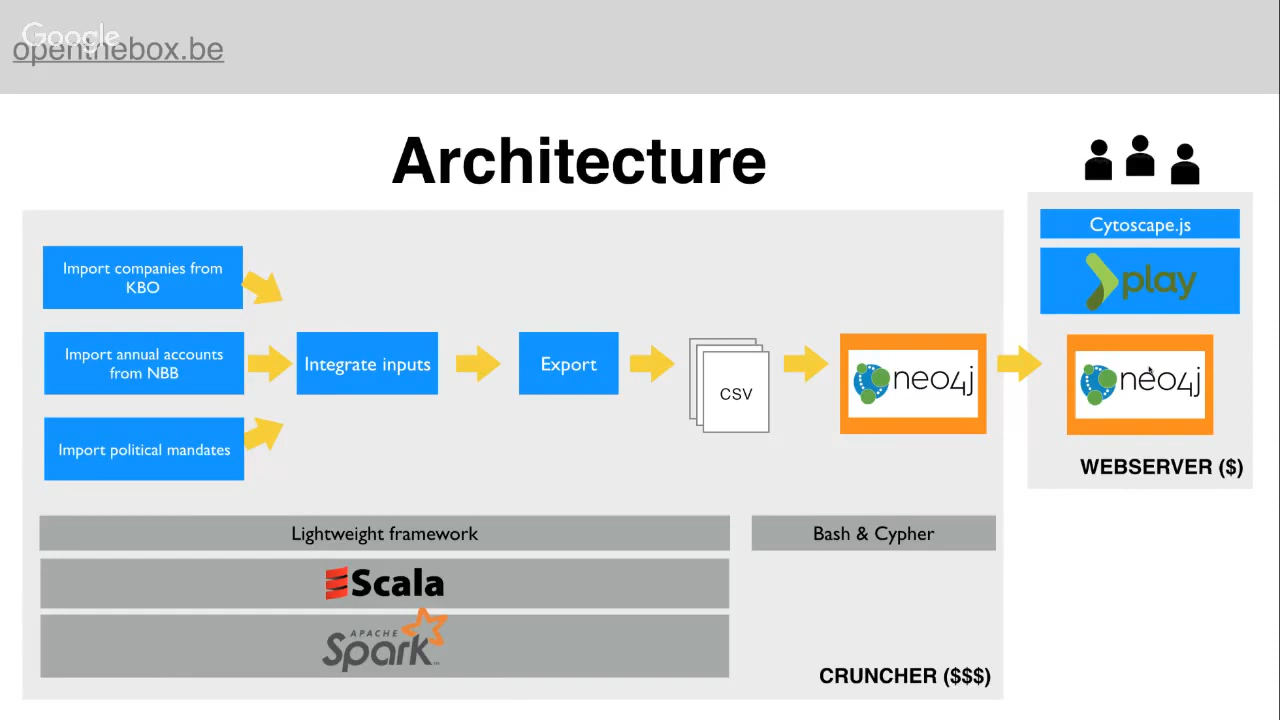 Google
openthebox.be
Architecture
Import companies from
KBO
Import annual accounts
from NBB
Import political mandates
Integrate inputs
Export
CSV
neo4j
Cytoscape.js
play
neo4j
WEBSERVER ($)
Lightweight framework
Bash & Cypher
Scala
APACHE
Spark
CRUNCHER ($$$)